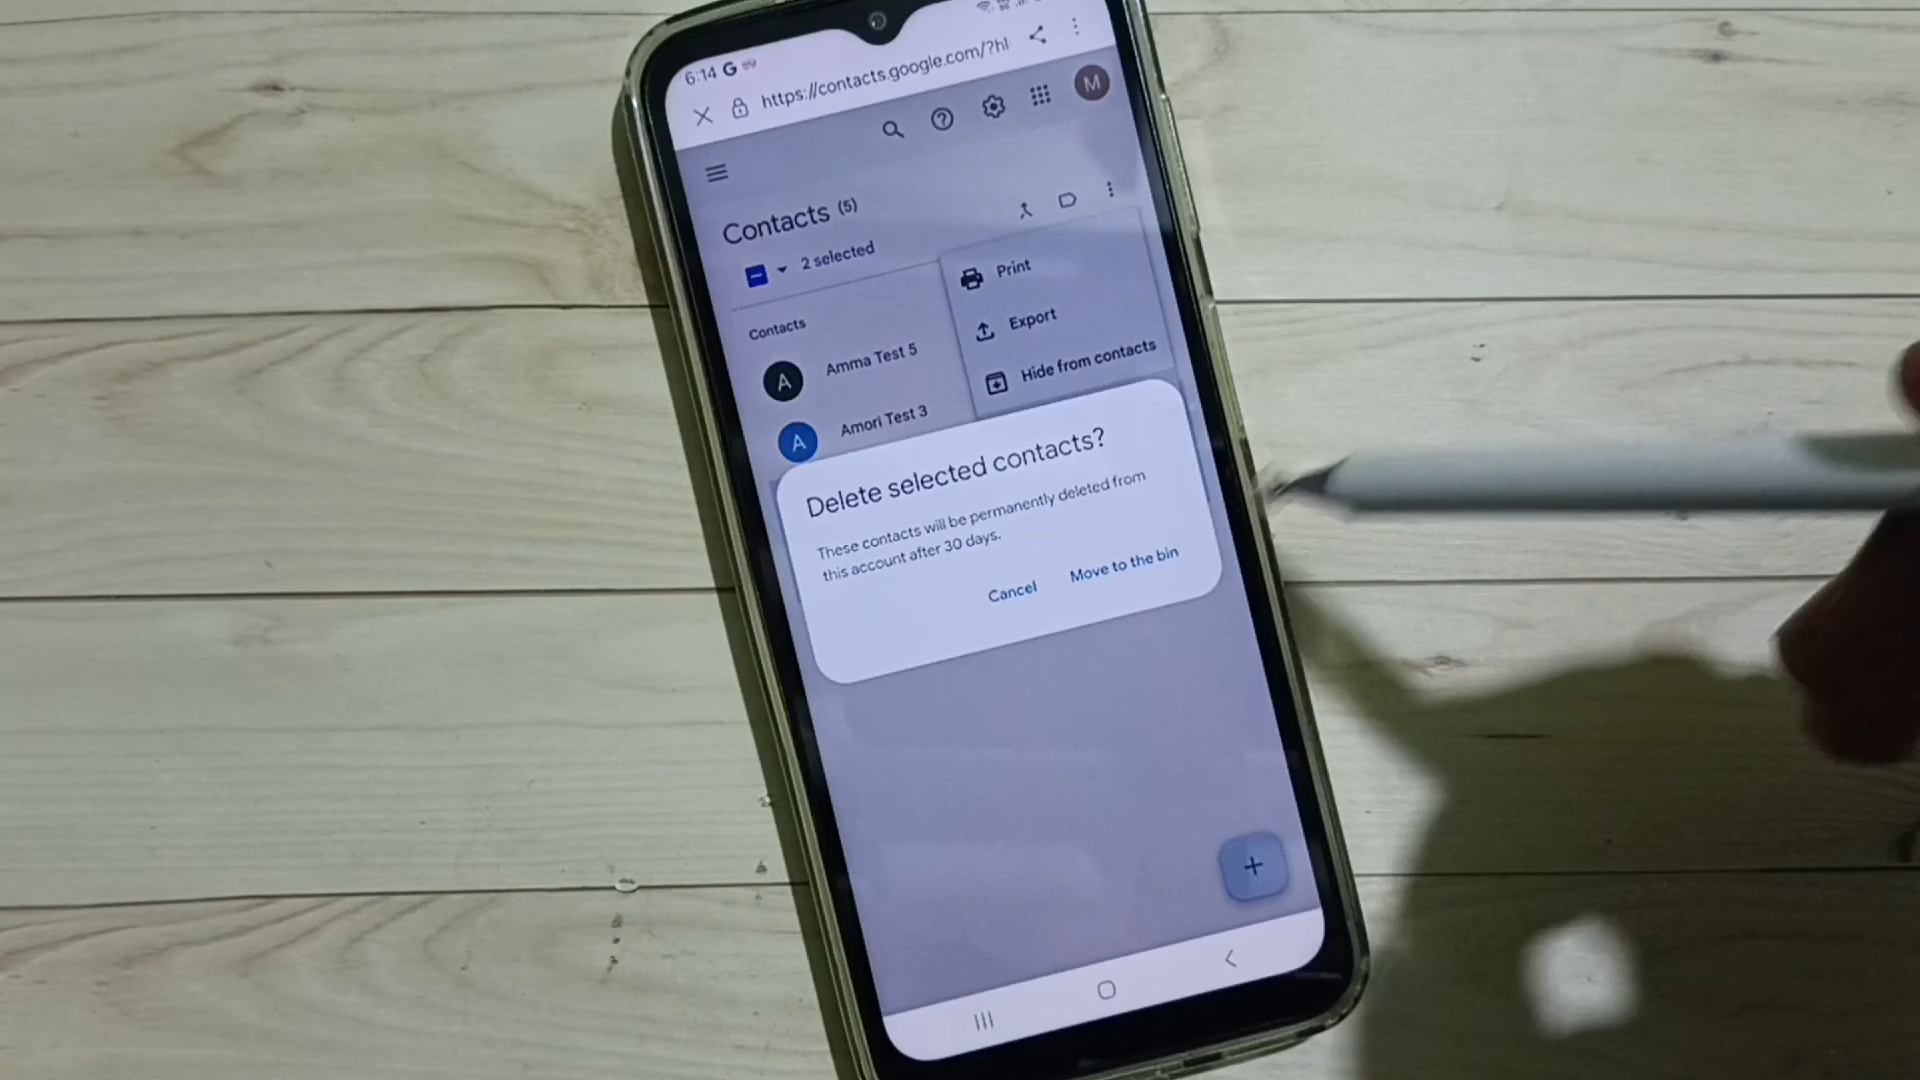 6:14 G
https://contacts.google.com/?hl
M
Contacts (5)
2 selected
Print
Export
Hide from contacts
Contacts
A Amma Test 5
A Amori Test 3
Delete selected contacts?
These contacts will be permanently deleted from
this account after 30 days.
Cancel Move to the bin